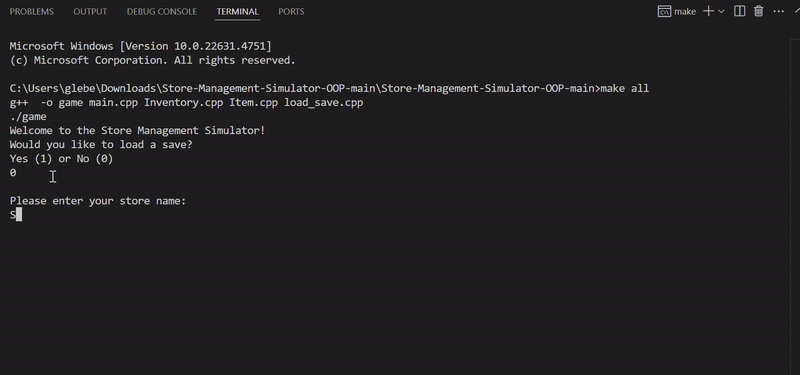 PROBLEMS OUTPUT DEBUG CONSOLE TERMINAL PORTS make
Microsoft Windows [Version 10.0.22631.4751]
(c) Microsoft Corporation. All rights reserved.
C:\Users\glebe\Downloads\Store-Management-Simulator-OOP-main\Store-Management-Simulator-OOP-main>make all
g++  -o game main.cpp Inventory.cpp Item.cpp load_save.cpp
./game
Welcome to the Store Management Simulator!
Would you like to load a save?
Yes (1) or No (0)
0
Please enter your store name:
S